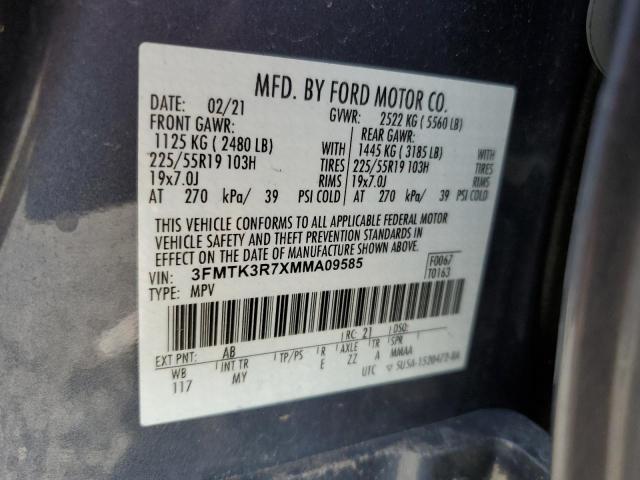 MFD. BY FORD MOTOR CO.
DATE: 02/21 GVWR: 2522 KG ( 5560 LB)
FRONT GAWR: REAR GAWR:
1125 KG ( 2480 LB) WITH 1445 KG ( 3185 LB) WITH
225/55R19 103H TIRES 225/55R19 103H TIRES
19x7.0J RIMS 19x7.0J RIMS
AT 270 kPa/ 39 PSI COLD AT 270 kPa/ 39 PSI COLD
THIS VEHICLE CONFORMS TO ALL APPLICABLE FEDERAL MOTOR
VEHICLE SAFETY AND THEFT PREVENTION STANDARDS IN
EFFECT ON THE DATE OF MANUFACTURE SHOWN ABOVE.
VIN: 3FMTK3R7XMMA09585 F0067
TYPE: MPV T0163
EXT PNT: AB RC: 21 DSO:
WB INT TR TP/PS R AXLE TR SPR
117 MY E ZZ A MMAA
UTC